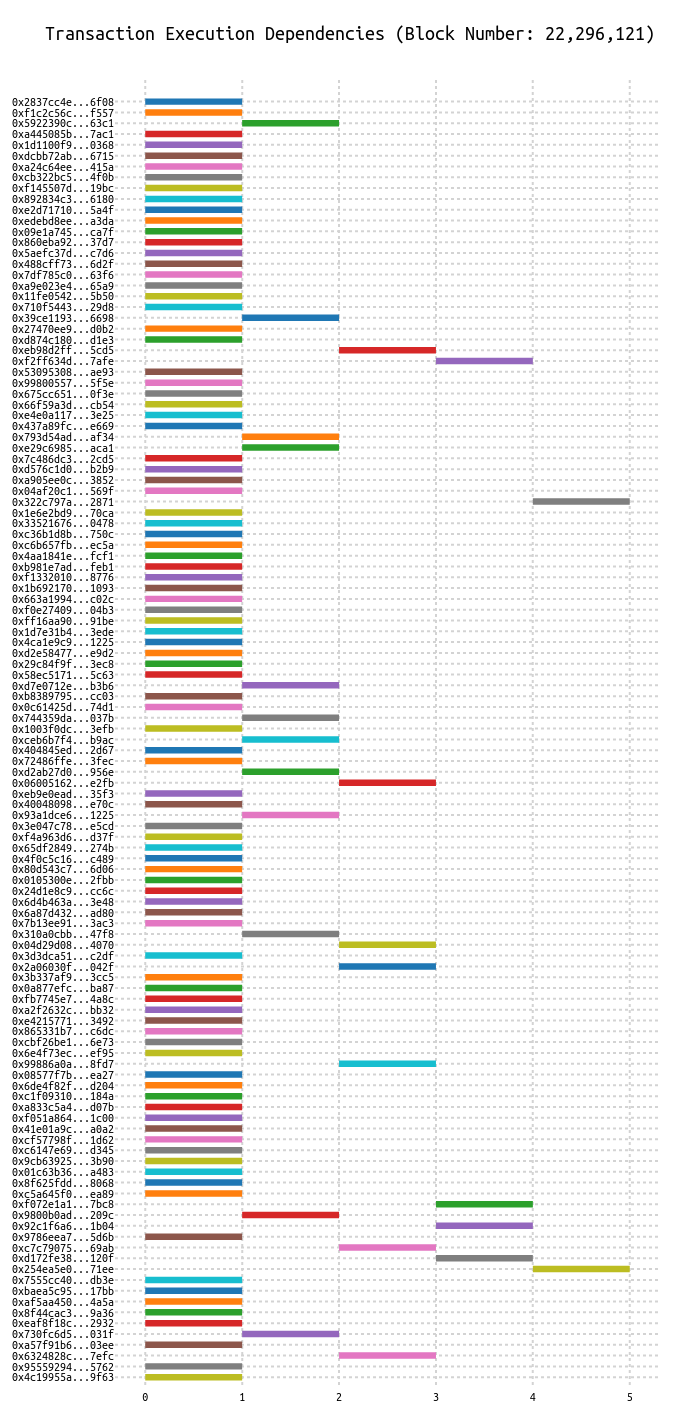 Transaction Execution Dependencies (Block Number: 22,296,121)
0x2837cc4e...6f08
0xf1c2c56c...f557
0x5922390c...63c1
0xa445085b...7ac1
0x1d1100f9...0368
0xdcbb72ab...6715
0xa24c64ee...415a
0xcb322bc5...4f0b
0xf145507d...19bc
0x892834c3...6180
0xe2d71710...5a4f
0xedebd8ee...a3da
0x09e1a745...ca7f
0x860eba92...37d7
0x5aefc37d...c7d6
0x488cff73...6d2f
0x7df785c0...63f6
0xa9e023e4...65a9
0x11fe0542...5b50
0x710f5443...29d8
0x39ce1193...6698
0x27470ee9...d0b2
0xd874c180...d1e3
0xeb98d2ff...5cd5
0xf2ff634d...7afe
0x53095308...ae93
0x99800557...5f5e
0x675cc651...0f3e
0x66f59a3d...cb54
0xe4e0a117...3e25
0x437a89fc...e669
0x793d54ad...af34
0xe29c6985...aca1
0x7c486dc3...2cd5
0xd576c1d0...b2b9
0xa905ee0c...3852
0x04af20c1...569f
0x322c797a...2871
0x1e6e2bd9...70ca
0x33521676...0478
0xc36b1d8b...750c
0xc6b657fb...ec5a
0x4aa1841e...fcf1
0xb981e7ad...feb1
0xf1332010...8776
0x1b692170...1093
0x663a1994...c02c
0xf0e27409...04b3
0xff16aa90...91be
0x1d7e31b4...3ede
0x4ca1e9c9...1225
0xd2e58477...e9d2
0x29c84f9f...3ec8
0x58ec5171...5c63
0xd7e0712e...b3b6
0xb8389795...cc03
0x0c61425d...74d1
0x744359da...037b
0x1003f0dc...3efb
0xceb6b7f4...b9ac
0x404845ed...2d67
0x72486ffe...3fec
0xd2ab27d0...956e
0x06005162...e2fb
0xeb9e0ead...35f3
0x40048098...e70c
0x93a1dce6...1225
0x3e047c78...e5cd
0xf4a963d6...d37f
0x65df2849...274b
0x4f0c5c16...c489
0x80d543c7...6d06
0x0105300e...2fbb
0x24d1e8c9...cc6c
0x6d4b463a...3e48
0x6a87d432...ad80
0x7b13ee91...3ac3
0x310a0cbb...47f8
0x04d29d08...4070
0x3d3dca51...c2df
0x2a06030f...042f
0x3b337af9...3cc5
0x0a877efc...ba87
0xfb7745e7...4a8c
0xa2f2632c...bb32
0xe4215771...3492
0x865331b7...c6dc
0xcbf26be1...6e73
0x6e4f73ec...ef95
0x99886a0a...8fd7
0x08577f7b...ea27
0x6de4f82f...d204
0xc1f09310...184a
0xa833c5a4...d07b
0xf051a864...1c00
0x41e01a9c...a0a2
0xcf57798f...1d62
0xc6147e69...d345
0x9cb63925...3b90
0x01c63b36...a483
0x8f625fdd...8068
0xc5a645f0...ea89
0xf072e1a1...7bc8
0x9800b0ad...209c
0x92c1f6a6...1b04
0x9786eea7...5d6b
0xc7c79075...69ab
0xd172fe38...120f
0x254ea5e0...71ee
0x7555cc40...db3e
0xbaea5c95...17bb
0xaf5aa450...4a5a
0x8f44cac3...9a36
0xeaf8f18c...2932
0x730fc6d5...031f
0xa57f91b6...03ee
0x6324828c...7efc
0x95559294...5762
0x4c19955a...9f63
0 1 2 3 4 5